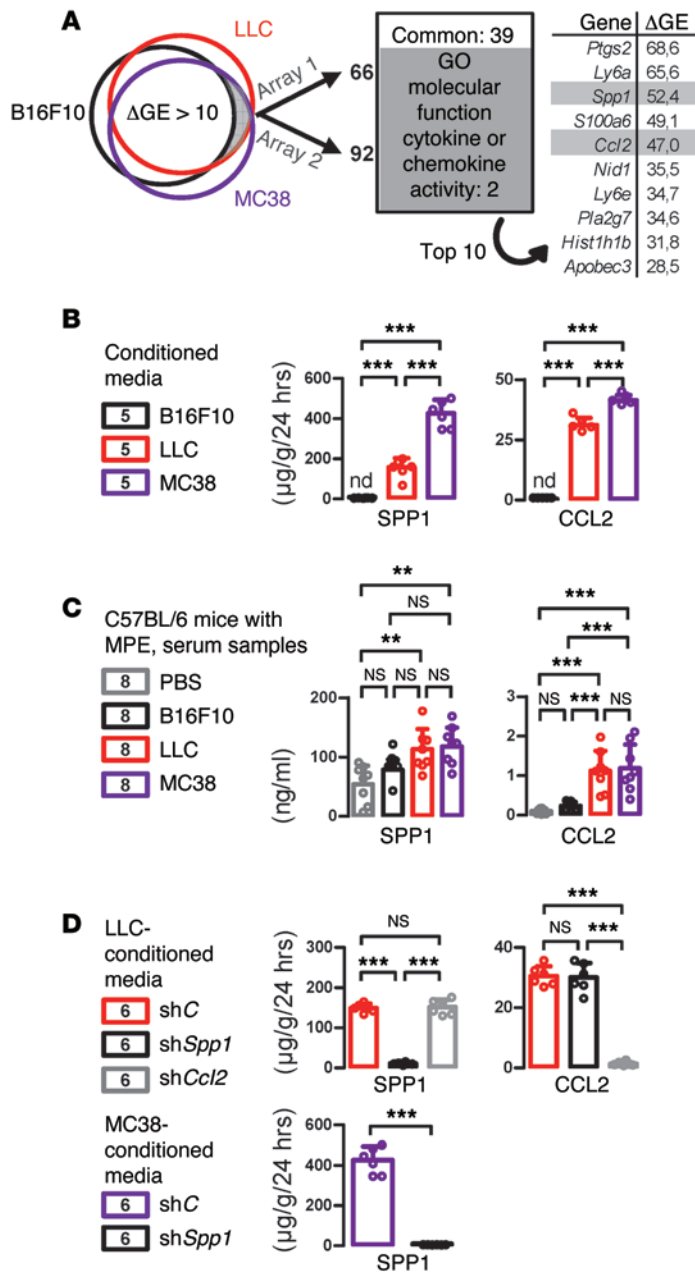 A
LLC
B16F10
ΔGE > 10
MC38
Array 1
Array 2
66
92
Common: 39
GO
molecular
function
cytokine or
chemokine
activity: 2
Top 10
Gene ΔGE
Ptgs2 68,6
Ly6a 65,6
Spp1 52,4
S100a6 49,1
Ccl2 47,0
Nid1 35,5
Ly6e 34,7
Pla2g7 34,6
Hist1h1b 31,8
Apobec3 28,5
B
Conditioned
media
5 B16F10
5 LLC
5 MC38
(µg/g/24 hrs)
600
400
200
0
***
*** ***
nd
SPP1
50
25
0
***
*** ***
nd
CCL2
C
C57BL/6 mice with
MPE, serum samples
8 PBS
8 B16F10
8 LLC
8 MC38
(ng/ml)
200
100
0
**
NS
**
NS NS NS
SPP1
3
2
1
0
***
***
***
NS *** NS
CCL2
D
LLC-
conditioned
media
6 shC
6 shSpp1
6 shCcl2
(µg/g/24 hrs)
300
200
100
0
NS
*** ***
SPP1
40
20
0
***
NS ***
CCL2
MC38-
conditioned
media
6 shC
6 shSpp1
(µg/g/24 hrs)
600
400
200
0
***
SPP1